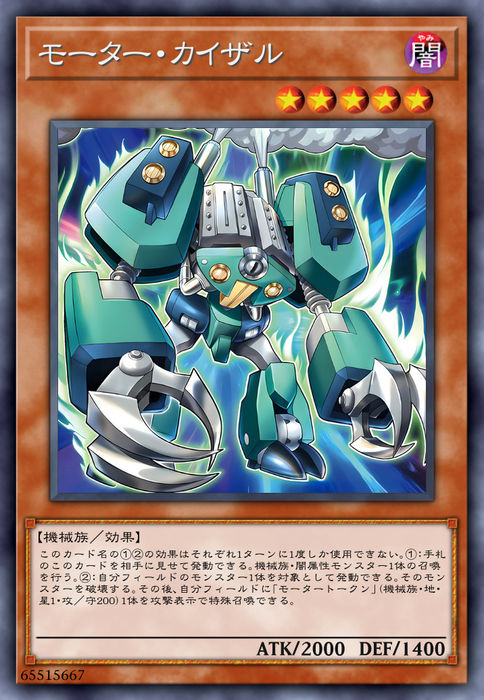 モーター・カイザル
やみ
闇
【機械族／効果】
このカード名の①②の効果はそれぞれ1ターンに1度しか使用できない。①：手札
のこのカードを相手に見せて発動できる。機械族・闇属性モンスター1体の召喚
を行う。②：自分フィールドのモンスター1体を対象として発動できる。そのモン
スターを破壊する。その後、自分フィールドに「モータートークン」(機械族・地・
星1・攻／守200)1体を攻撃表示で特殊召喚できる。
ATK/2000 DEF/1400
65515667